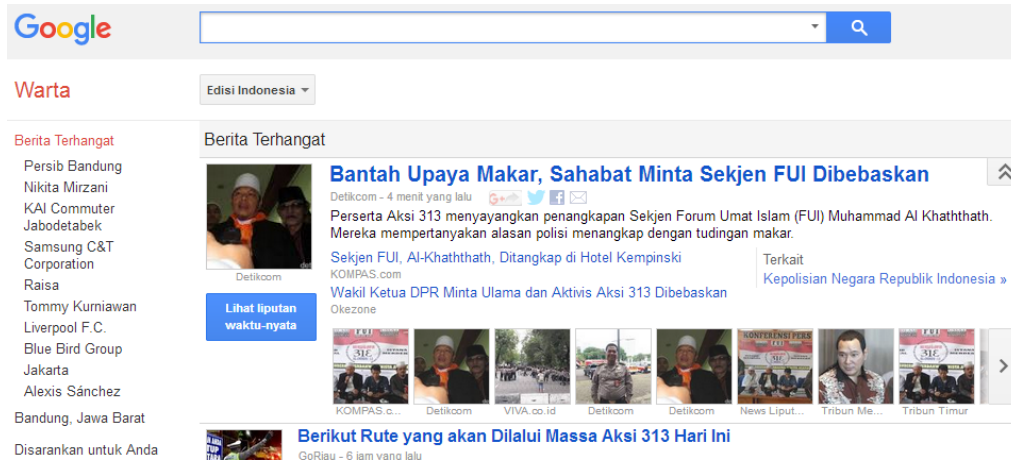 Google
Warta
Edisi Indonesia
Berita Terhangat
Persib Bandung
Nikita Mirzani
KAI Commuter
Jabodetabek
Samsung C&T
Corporation
Raisa
Tommy Kurniawan
Liverpool F.C.
Blue Bird Group
Jakarta
Alexis Sánchez
Bandung, Jawa Barat
Disarankan untuk Anda
Berita Terhangat
Bantah Upaya Makar, Sahabat Minta Sekjen FUI Dibebaskan
Detikcom - 4 menit yang lalu
Perserta Aksi 313 menyayangkan penangkapan Sekjen Forum Umat Islam (FUI) Muhammad Al Khaththath.
Mereka mempertanyakan alasan polisi menangkap dengan tudingan makar.
Detikcom
Lihat liputan
waktu-nyata
Sekjen FUI, Al-Khaththath, Ditangkap di Hotel Kempinski
KOMPAS.com
Wakil Ketua DPR Minta Ulama dan Aktivis Aksi 313 Dibebaskan
Okezone
Terkait
Kepolisian Negara Republik Indonesia »
KONFERENSI PERS
FUI
313
KOMPAS.c...
Detikcom
VIVA.co.id
Detikcom
Detikcom
News Liput...
Tribun Me...
Tribun Timur
Berikut Rute yang akan Dilalui Massa Aksi 313 Hari Ini
GoRiau - 6 jam yang lalu